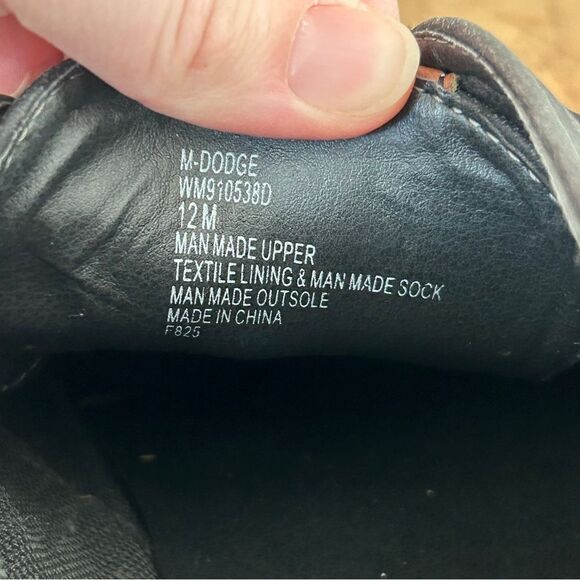 M-DODGE
WM910538D
12 M
MAN MADE UPPER
TEXTILE LINING & MAN MADE SOCK
MAN MADE OUTSOLE
MADE IN CHINA
F825